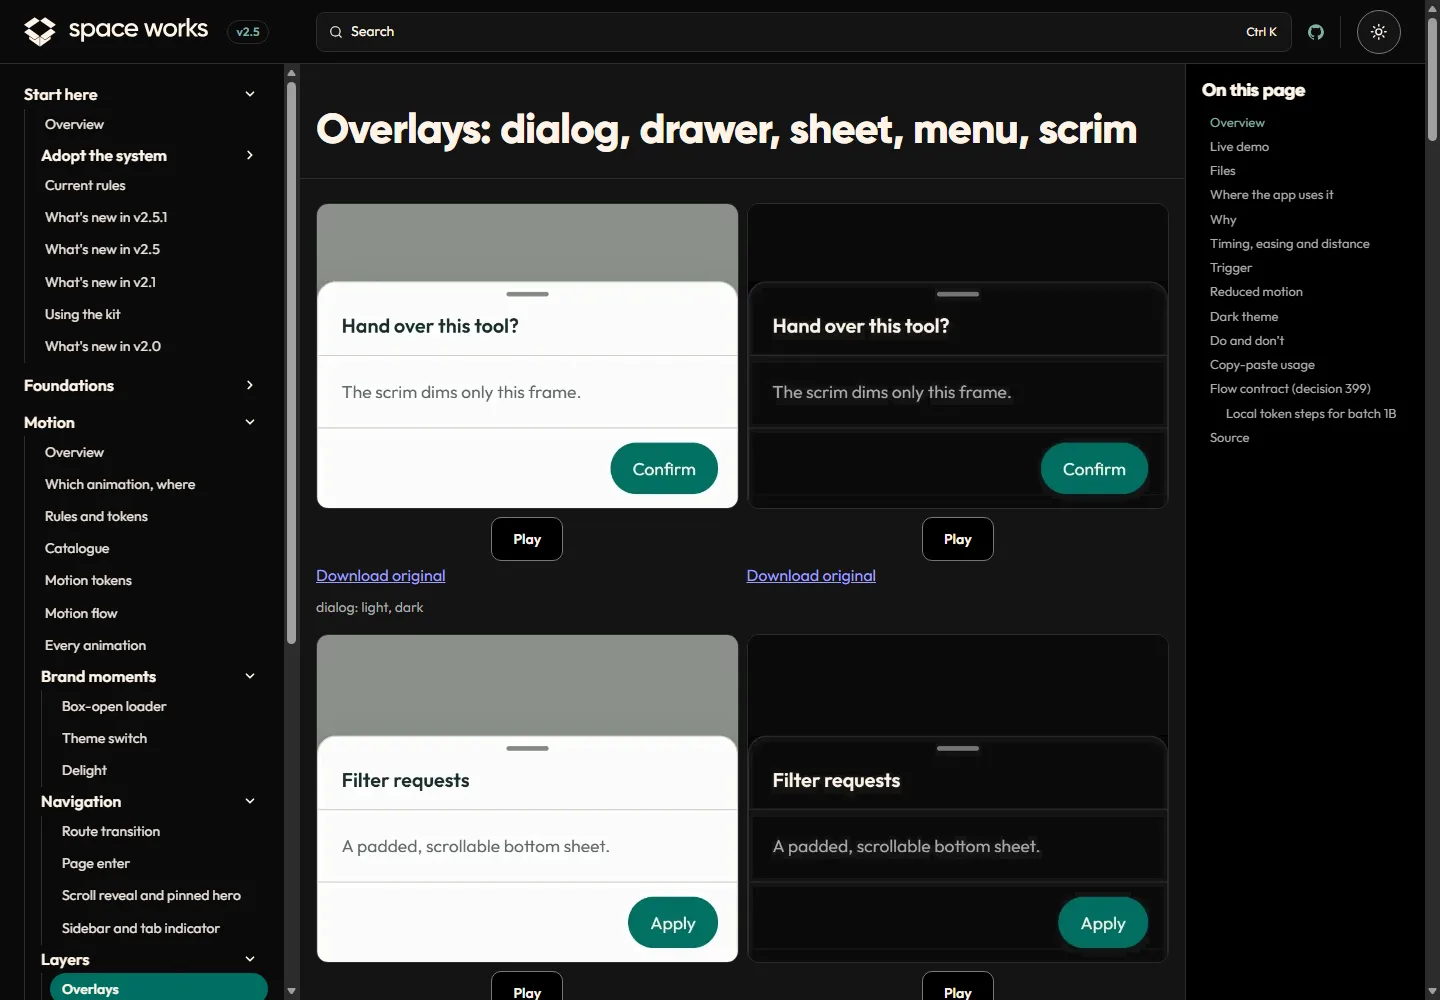 space works
v2.5
Search
Ctrl K
Start here
Overview
Adopt the system
Current rules
What's new in v2.5.1
What's new in v2.5
What's new in v2.1
Using the kit
What's new in v2.0
Foundations
Motion
Overview
Which animation, where
Rules and tokens
Catalogue
Motion tokens
Motion flow
Every animation
Brand moments
Box-open loader
Theme switch
Delight
Navigation
Route transition
Page enter
Scroll reveal and pinned hero
Sidebar and tab indicator
Layers
Overlays
Overlays: dialog, drawer, sheet, menu, scrim
Hand over this tool?
The scrim dims only this frame.
Confirm
Play
Download original
Hand over this tool?
The scrim dims only this frame.
Confirm
Play
Download original
dialog: light, dark
Filter requests
A padded, scrollable bottom sheet.
Apply
Play
Filter requests
A padded, scrollable bottom sheet.
Apply
Play
On this page
Overview
Live demo
Files
Where the app uses it
Why
Timing, easing and distance
Trigger
Reduced motion
Dark theme
Do and don't
Copy-paste usage
Flow contract (decision 399)
Local token steps for batch 1B
Source